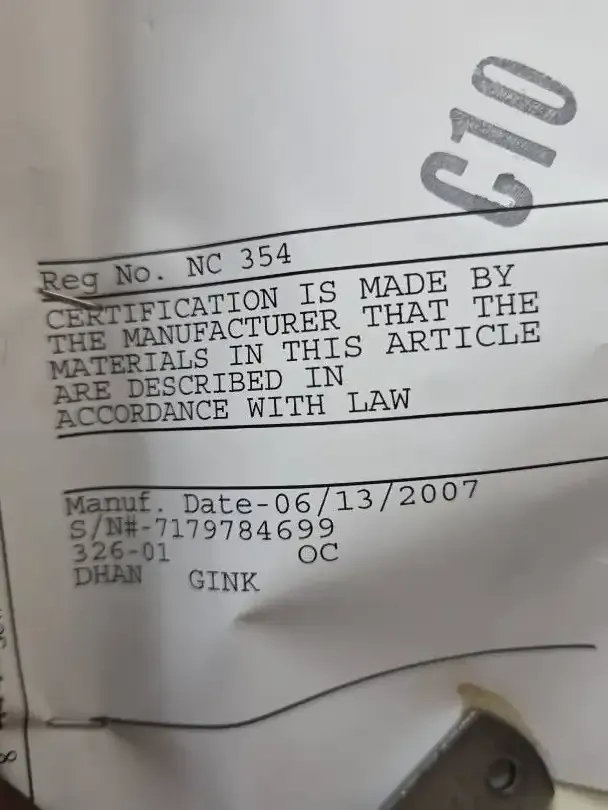 C10
Reg No. NC 354
CERTIFICATION IS MADE BY
THE MANUFACTURER THAT THE
MATERIALS IN THIS ARTICLE
ARE DESCRIBED IN
ACCORDANCE WITH LAW
Manuf. Date-06/13/2007
S/N#-7179784699
326-01 OC
DHAN GINK